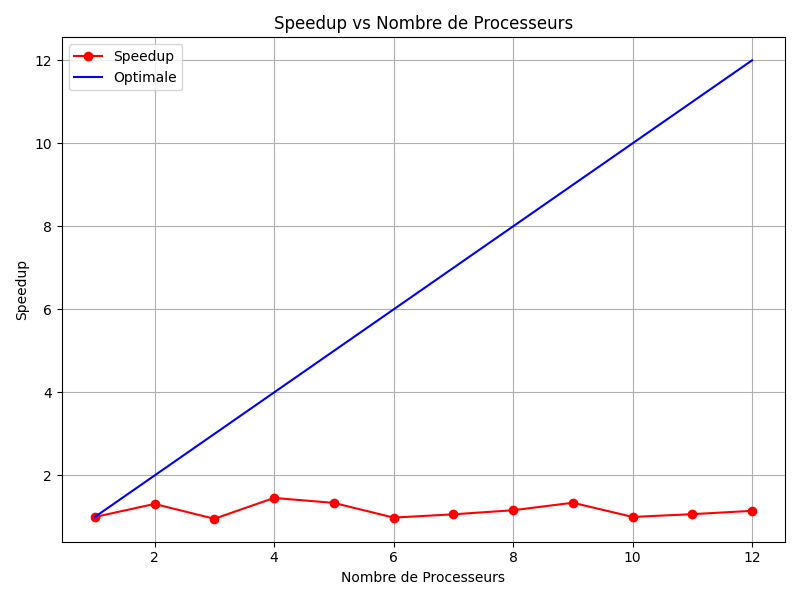 Speedup vs Nombre de Processeurs
Speedup
Optimale
12
10
8
6
4
2
Speedup
2 4 6 8 10 12
Nombre de Processeurs